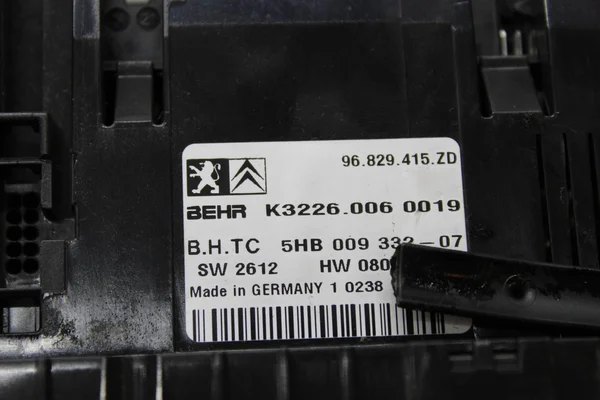 96.829.415.ZD
BEHR K3226.006 0019
B.H.TC 5HB 009 332-07
SW 2612 HW
Made in GERMANY 1 0238